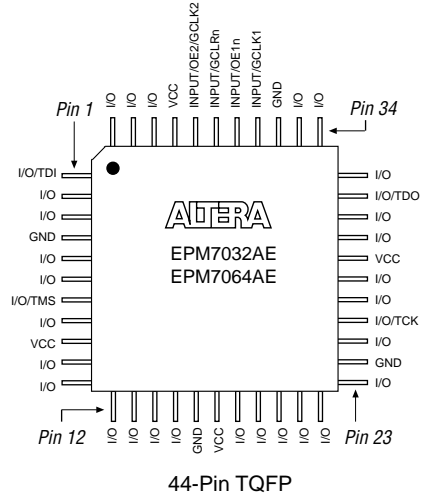 I/O
I/O
I/O
VCC
INPUT/OE2/GCLK2
INPUT/GCLRn
INPUT/OE1n
INPUT/GCLK1
GND
I/O
I/O
Pin 1
Pin 34
I/O/TDI
I/O
I/O
GND
I/O
I/O
I/O/TMS
I/O
VCC
I/O
I/O
ALTERA
EPM7032AE
EPM7064AE
I/O
I/O/TDO
I/O
I/O
VCC
I/O
I/O
I/O/TCK
I/O
GND
I/O
Pin 12
Pin 23
I/O
I/O
I/O
I/O
GND
VCC
I/O
I/O
I/O
I/O
I/O
44-Pin TQFP